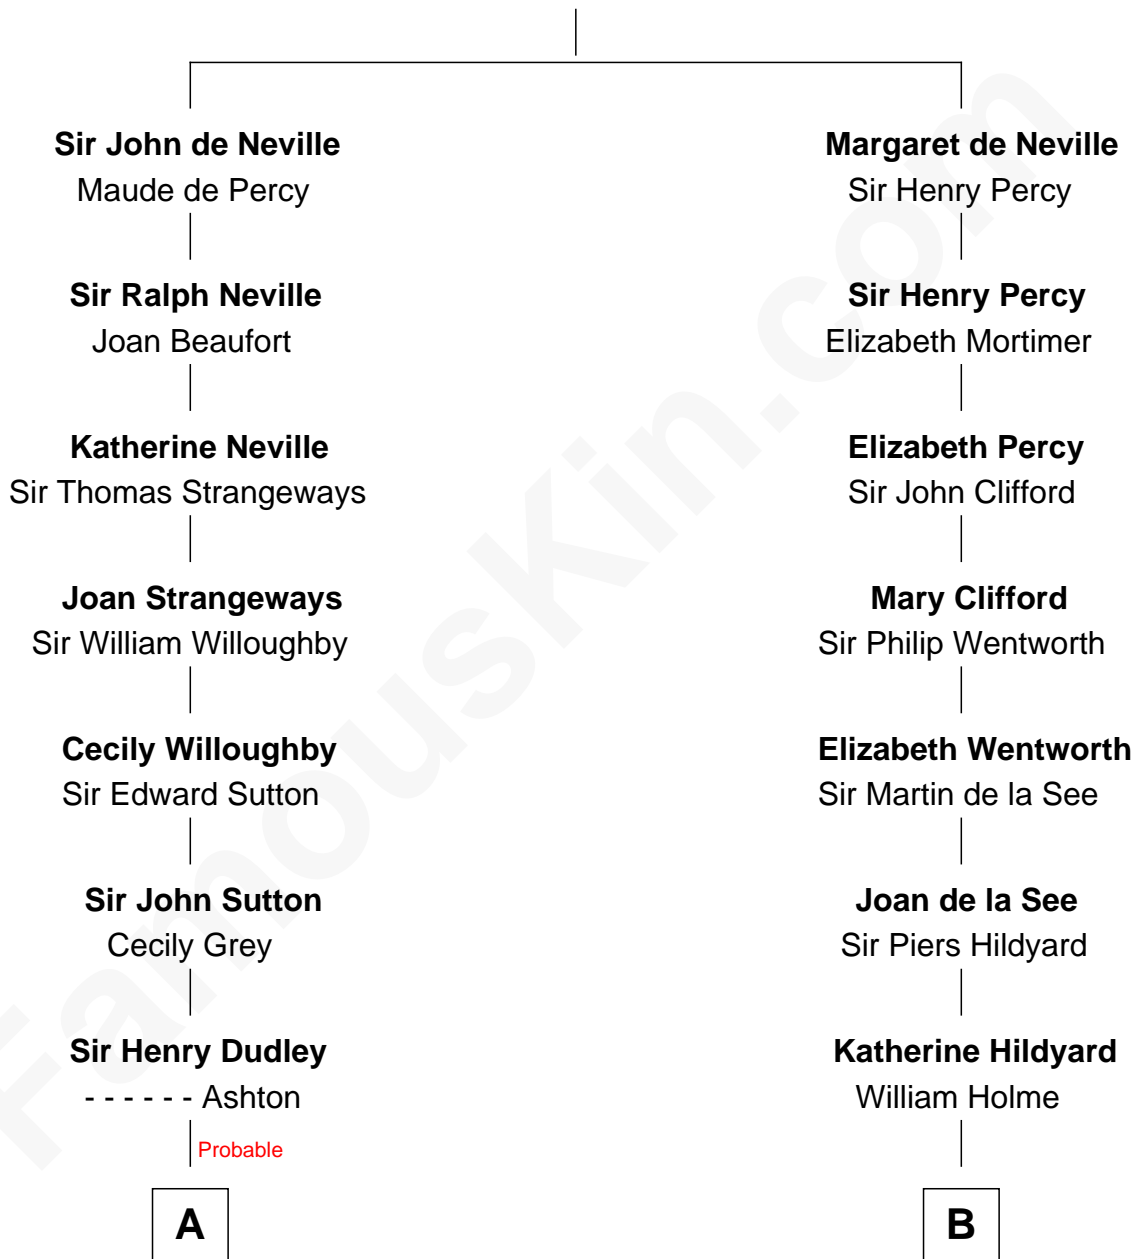 Sir John de Neville
Maude de Percy
Sir Ralph Neville
Joan Beaufort
Katherine Neville
Sir Thomas Strangeways
Joan Strangeways
Sir William Willoughby
Cecily Willoughby
Sir Edward Sutton
Sir John Sutton
Cecily Grey
Sir Henry Dudley
- - - - - - Ashton
Probable
A
Margaret de Neville
Sir Henry Percy
Sir Henry Percy
Elizabeth Mortimer
Elizabeth Percy
Sir John Clifford
Mary Clifford
Sir Philip Wentworth
Elizabeth Wentworth
Sir Martin de la See
Joan de la See
Sir Piers Hildyard
Katherine Hildyard
William Holme
B
FamousKin.com